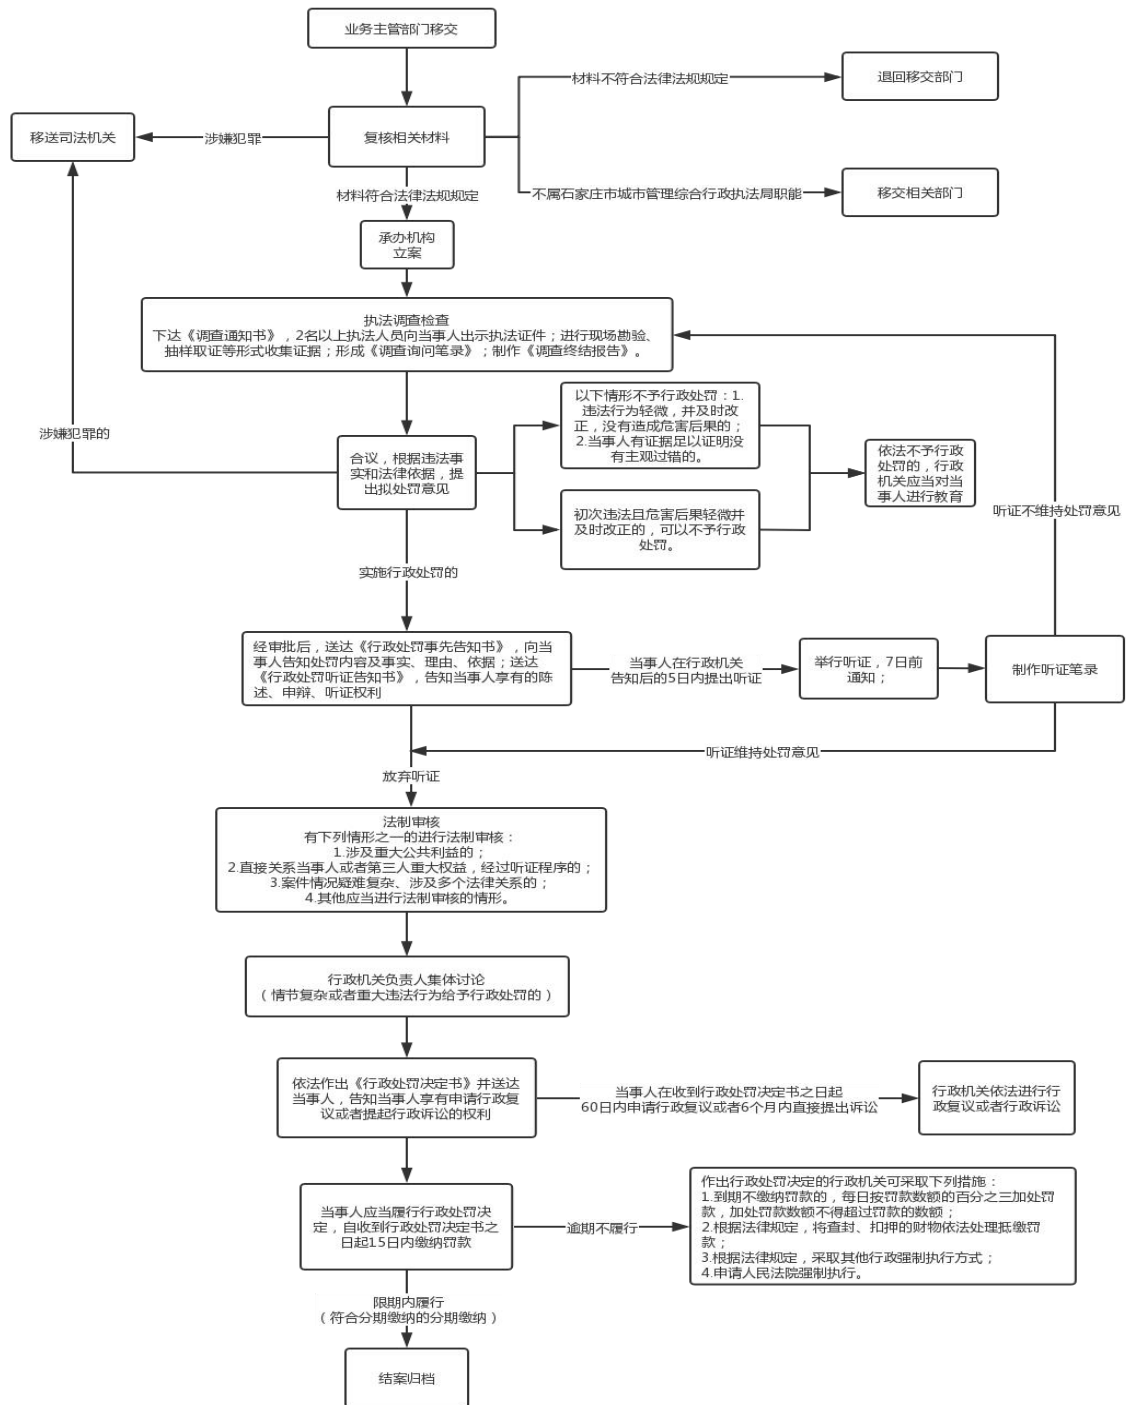 业务主管部门移交
材料不符合法律法规规定
退回移交部门
移送司法机关
涉嫌犯罪
复核相关材料
材料符合法律法规规定
不属石家庄市城市管理综合行政执法局职能
移交相关部门
承办机构
立案
执法调查检查
下达《调查通知书》，2名以上执法人员向当事人出示执法证件；进行现场勘验、
抽样取证等形式收集证据；形成《调查询问笔录》；制作《调查终结报告》。
涉嫌犯罪的
合议，根据违法事
实和法律依据，提
出拟处罚意见
以下情形不予行政处罚：1.
违法行为轻微，并及时改
正，没有造成危害后果的；
2.当事人有证据足以证明没
有主观过错的。
初次违法且危害后果轻微并
及时改正的，可以不予行政
处罚。
依法不予行政
处罚的，行政
机关应当对当
事人进行教育
听证不维持处罚意见
实施行政处罚的
经审批后，送达《行政处罚事先告知书》，向当
事人告知处罚内容及事实、理由、依据；送达
《行政处罚听证告知书》，告知当事人享有的陈
述、申辩、听证权利
当事人在行政机关
告知后的5日内提出听证
举行听证，7日前
通知；
制作听证笔录
听证维持处罚意见
放弃听证
法制审核
有下列情形之一的进行法制审核：
1.涉及重大公共利益的；
2.直接关系当事人或者第三人重大权益，经过听证程序的；
3.案件情况疑难复杂、涉及多个法律关系的；
4.其他应当进行法制审核的情形。
行政机关负责人集体讨论
（情节复杂或者重大违法行为给予行政处罚的）
依法作出《行政处罚决定书》并送达
当事人，告知当事人享有申请行政复
议或者提起行政诉讼的权利
当事人在收到行政处罚决定书之日起
60日内申请行政复议或者6个月内直接提出诉讼
行政机关依法进行行
政复议或者行政诉讼
当事人应当履行行政处罚决
定，自收到行政处罚决定书之
日起15日内缴纳罚款
逾期不履行
作出行政处罚决定的行政机关可采取下列措施：
1.到期不缴纳罚款的，每日按罚款数额的百分之三加处罚
款，加处罚款数额不得超过罚款的数额；
2.根据法律规定，将查封、扣押的财物依法处理抵缴罚
款；
3.根据法律规定，采取其他行政强制执行方式；
4.申请人民法院强制执行。
限期内履行
（符合分期缴纳的分期缴纳）
结案归档